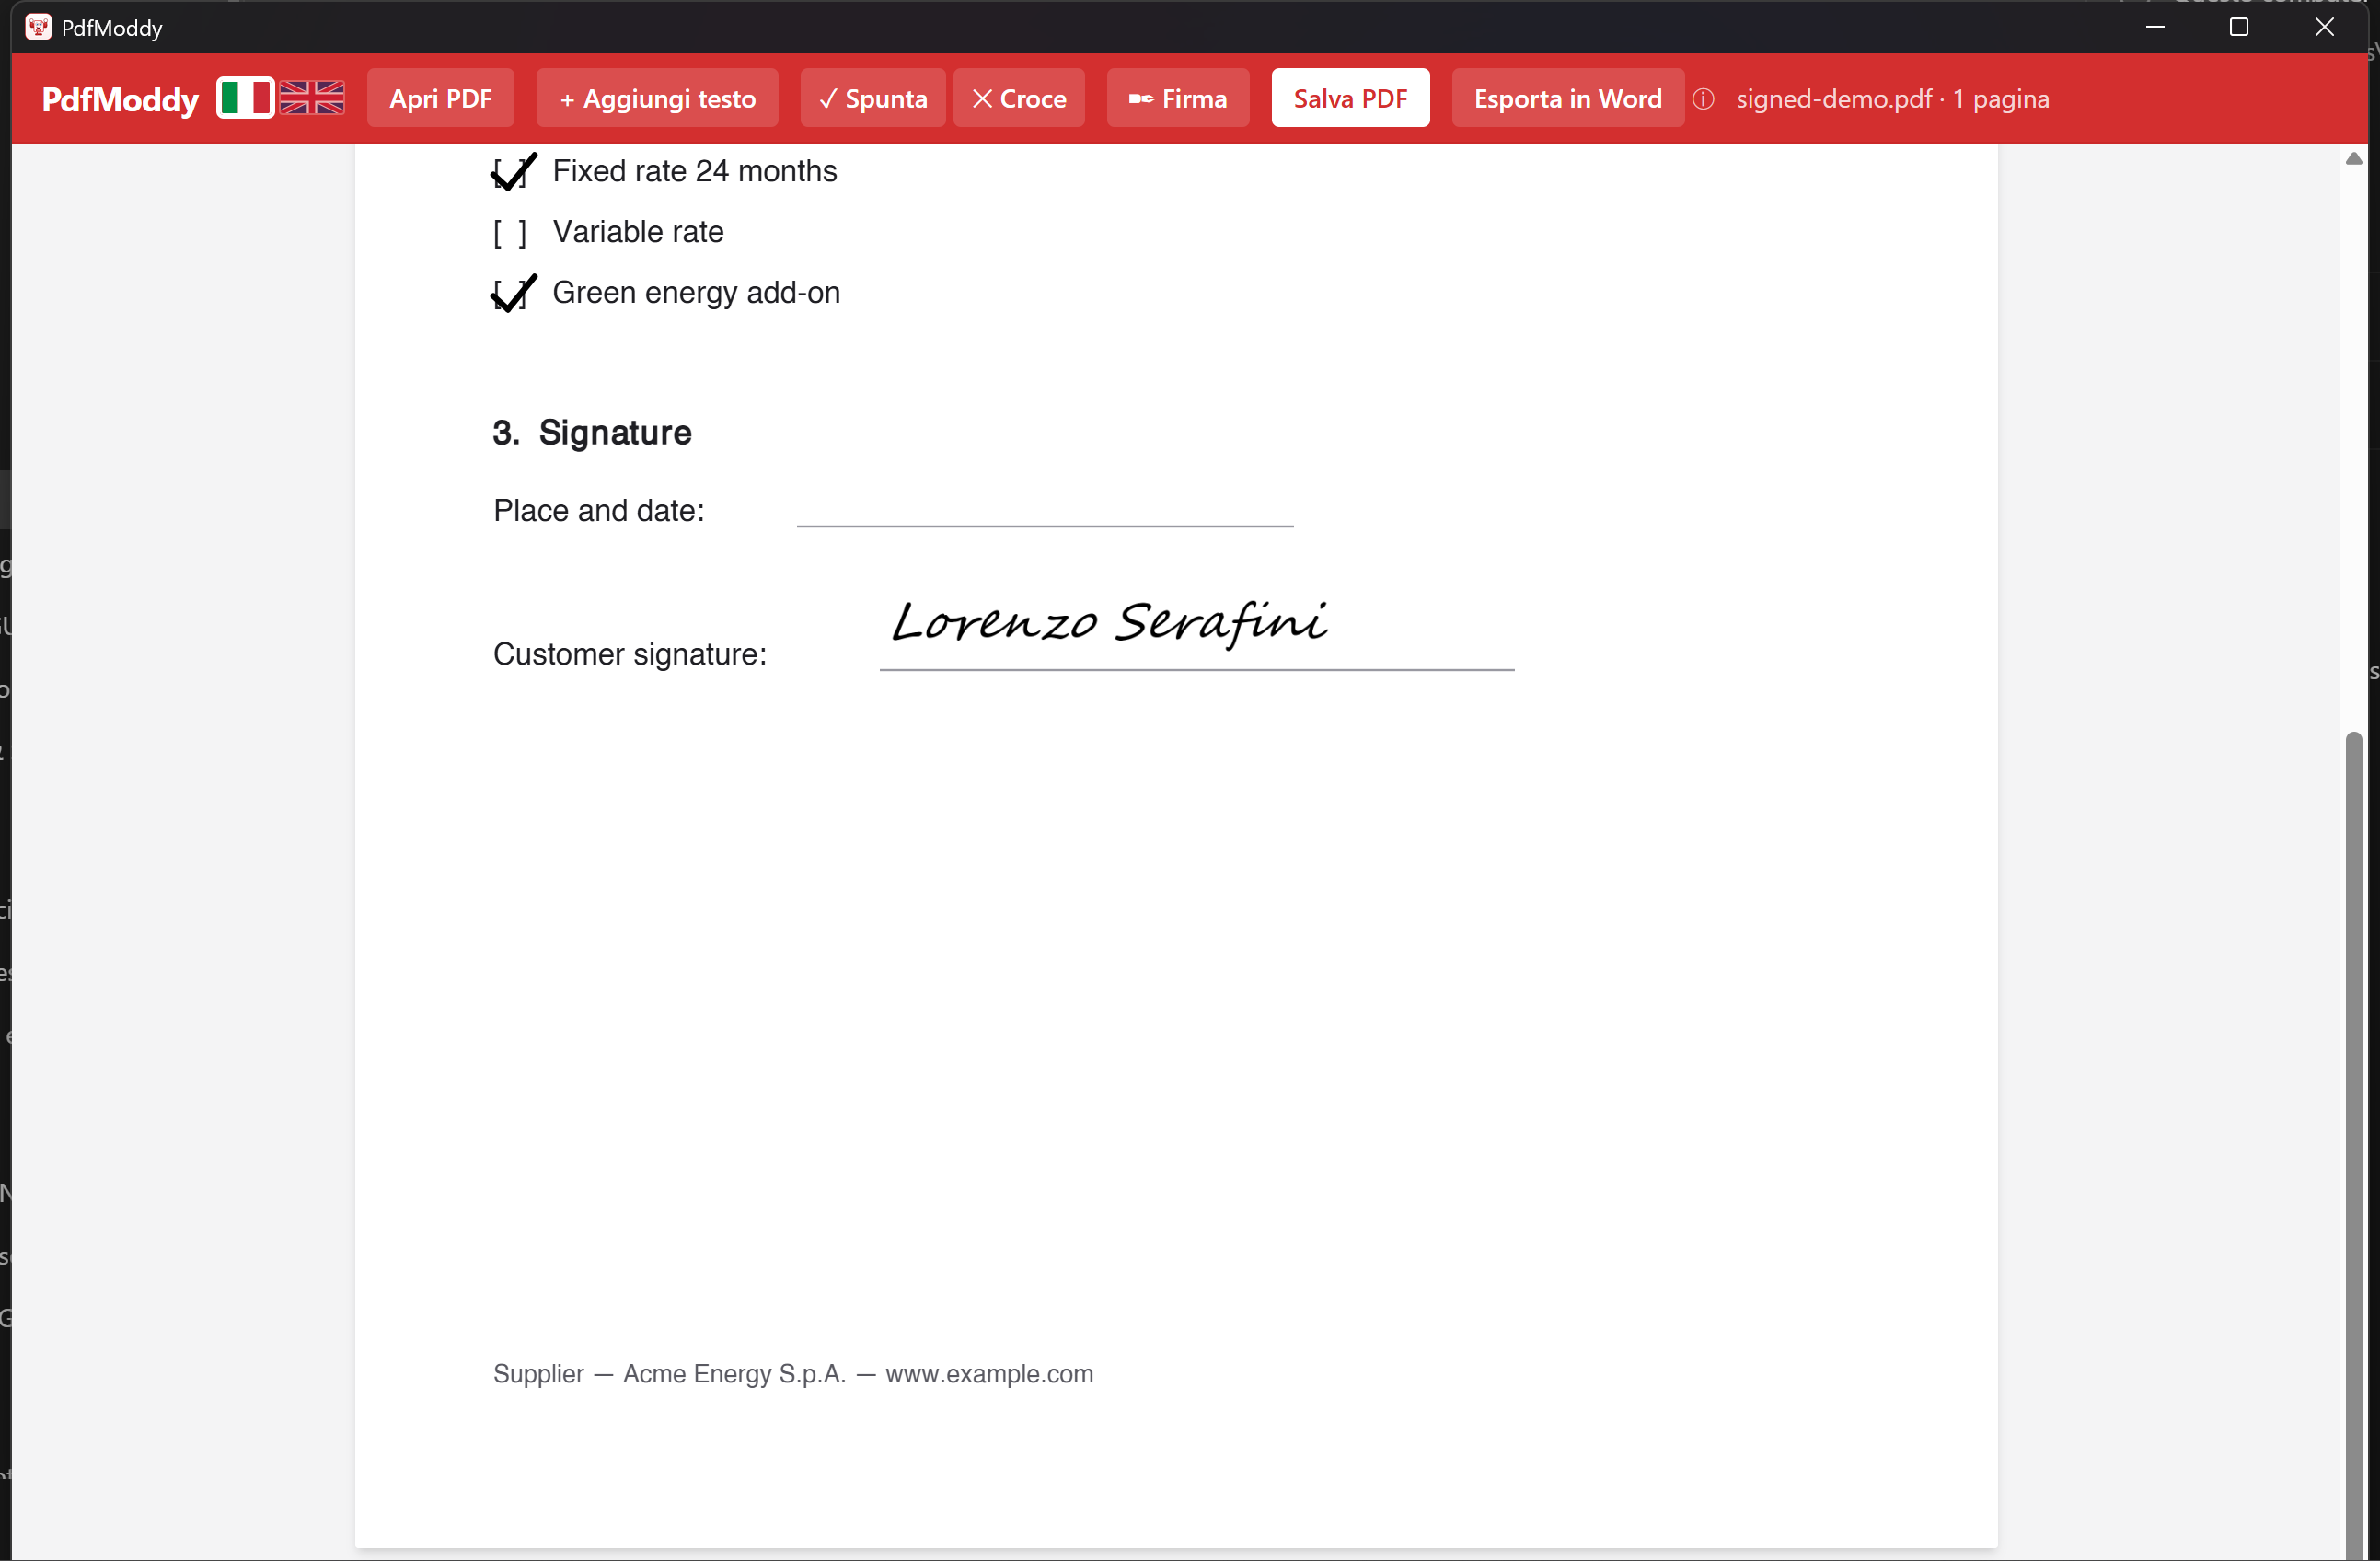 PdfModdy
PdfModdy Apri PDF + Aggiungi testo ✓ Spunta ✕ Croce ✒ Firma Salva PDF Esporta in Word ⓘ signed-demo.pdf · 1 pagina
[ ] Fixed rate 24 months
[ ] Variable rate
[ ] Green energy add-on
3. Signature
Place and date:
Lorenzo Serafini
Customer signature:
Supplier — Acme Energy S.p.A. — www.example.com